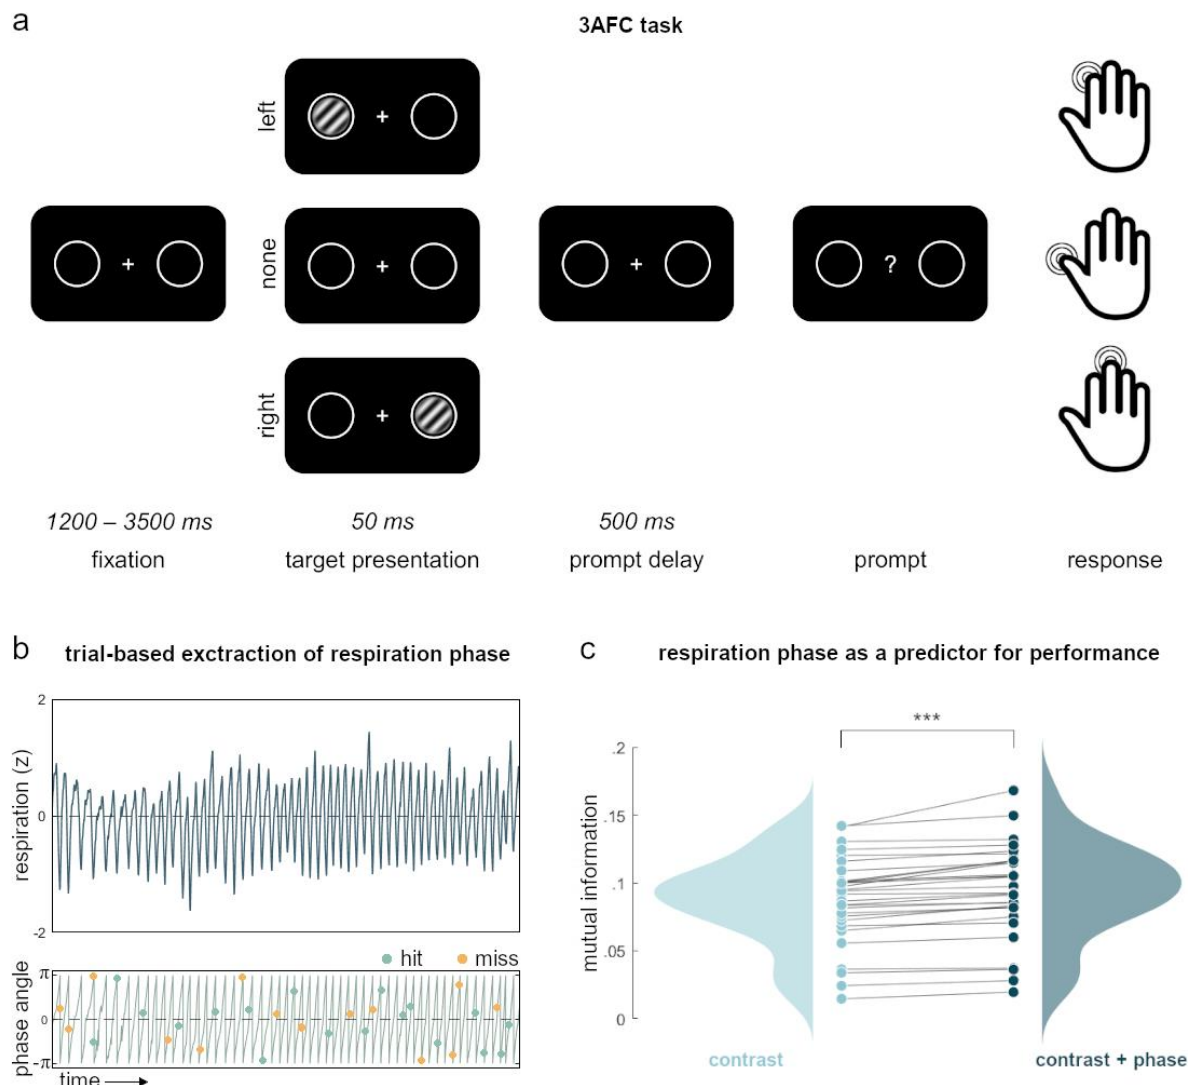 a
3AFC task
left
none
right
+
+
+
+
+
?
1200 – 3500 ms
50 ms
500 ms
fixation
target presentation
prompt delay
prompt
response
b
trial-based exctraction of respiration phase
respiration (z)
2
0
-2
hit
miss
phase angle
π
0
-π
time
c
respiration phase as a predictor for performance
***
mutual information
.2
.15
.1
.05
0
contrast
contrast + phase